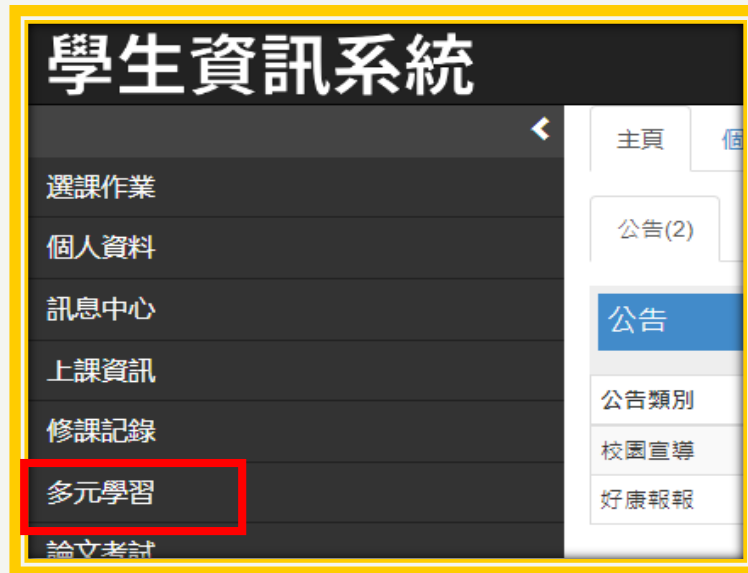 學生資訊系統
選課作業
個人資料
訊息中心
上課資訊
修課記錄
多元學習
論文考試
主頁
個
公告(2)
公告
公告類別
校園宣導
好康報報